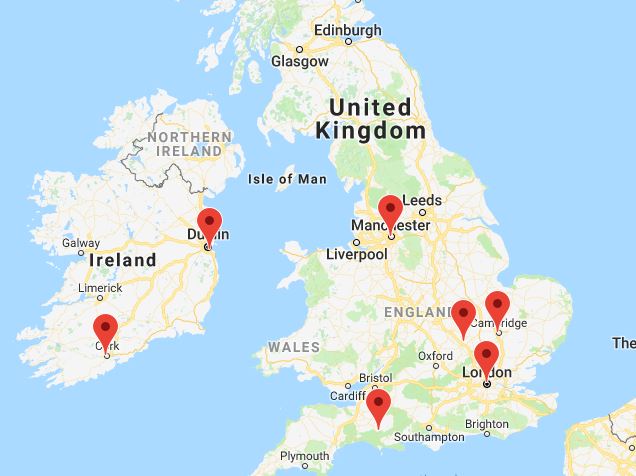 Edinburgh
Glasgow
United
Kingdom
NORTHERN
IRELAND
Isle of Man
Leeds
Manchester
Dublin
Galway
Ireland
Liverpool
Limerick
ENGLAND
Cambridge
Cork
WALES
The
Oxford
London
Bristol
Cardiff
Brighton
Southampton
Plymouth